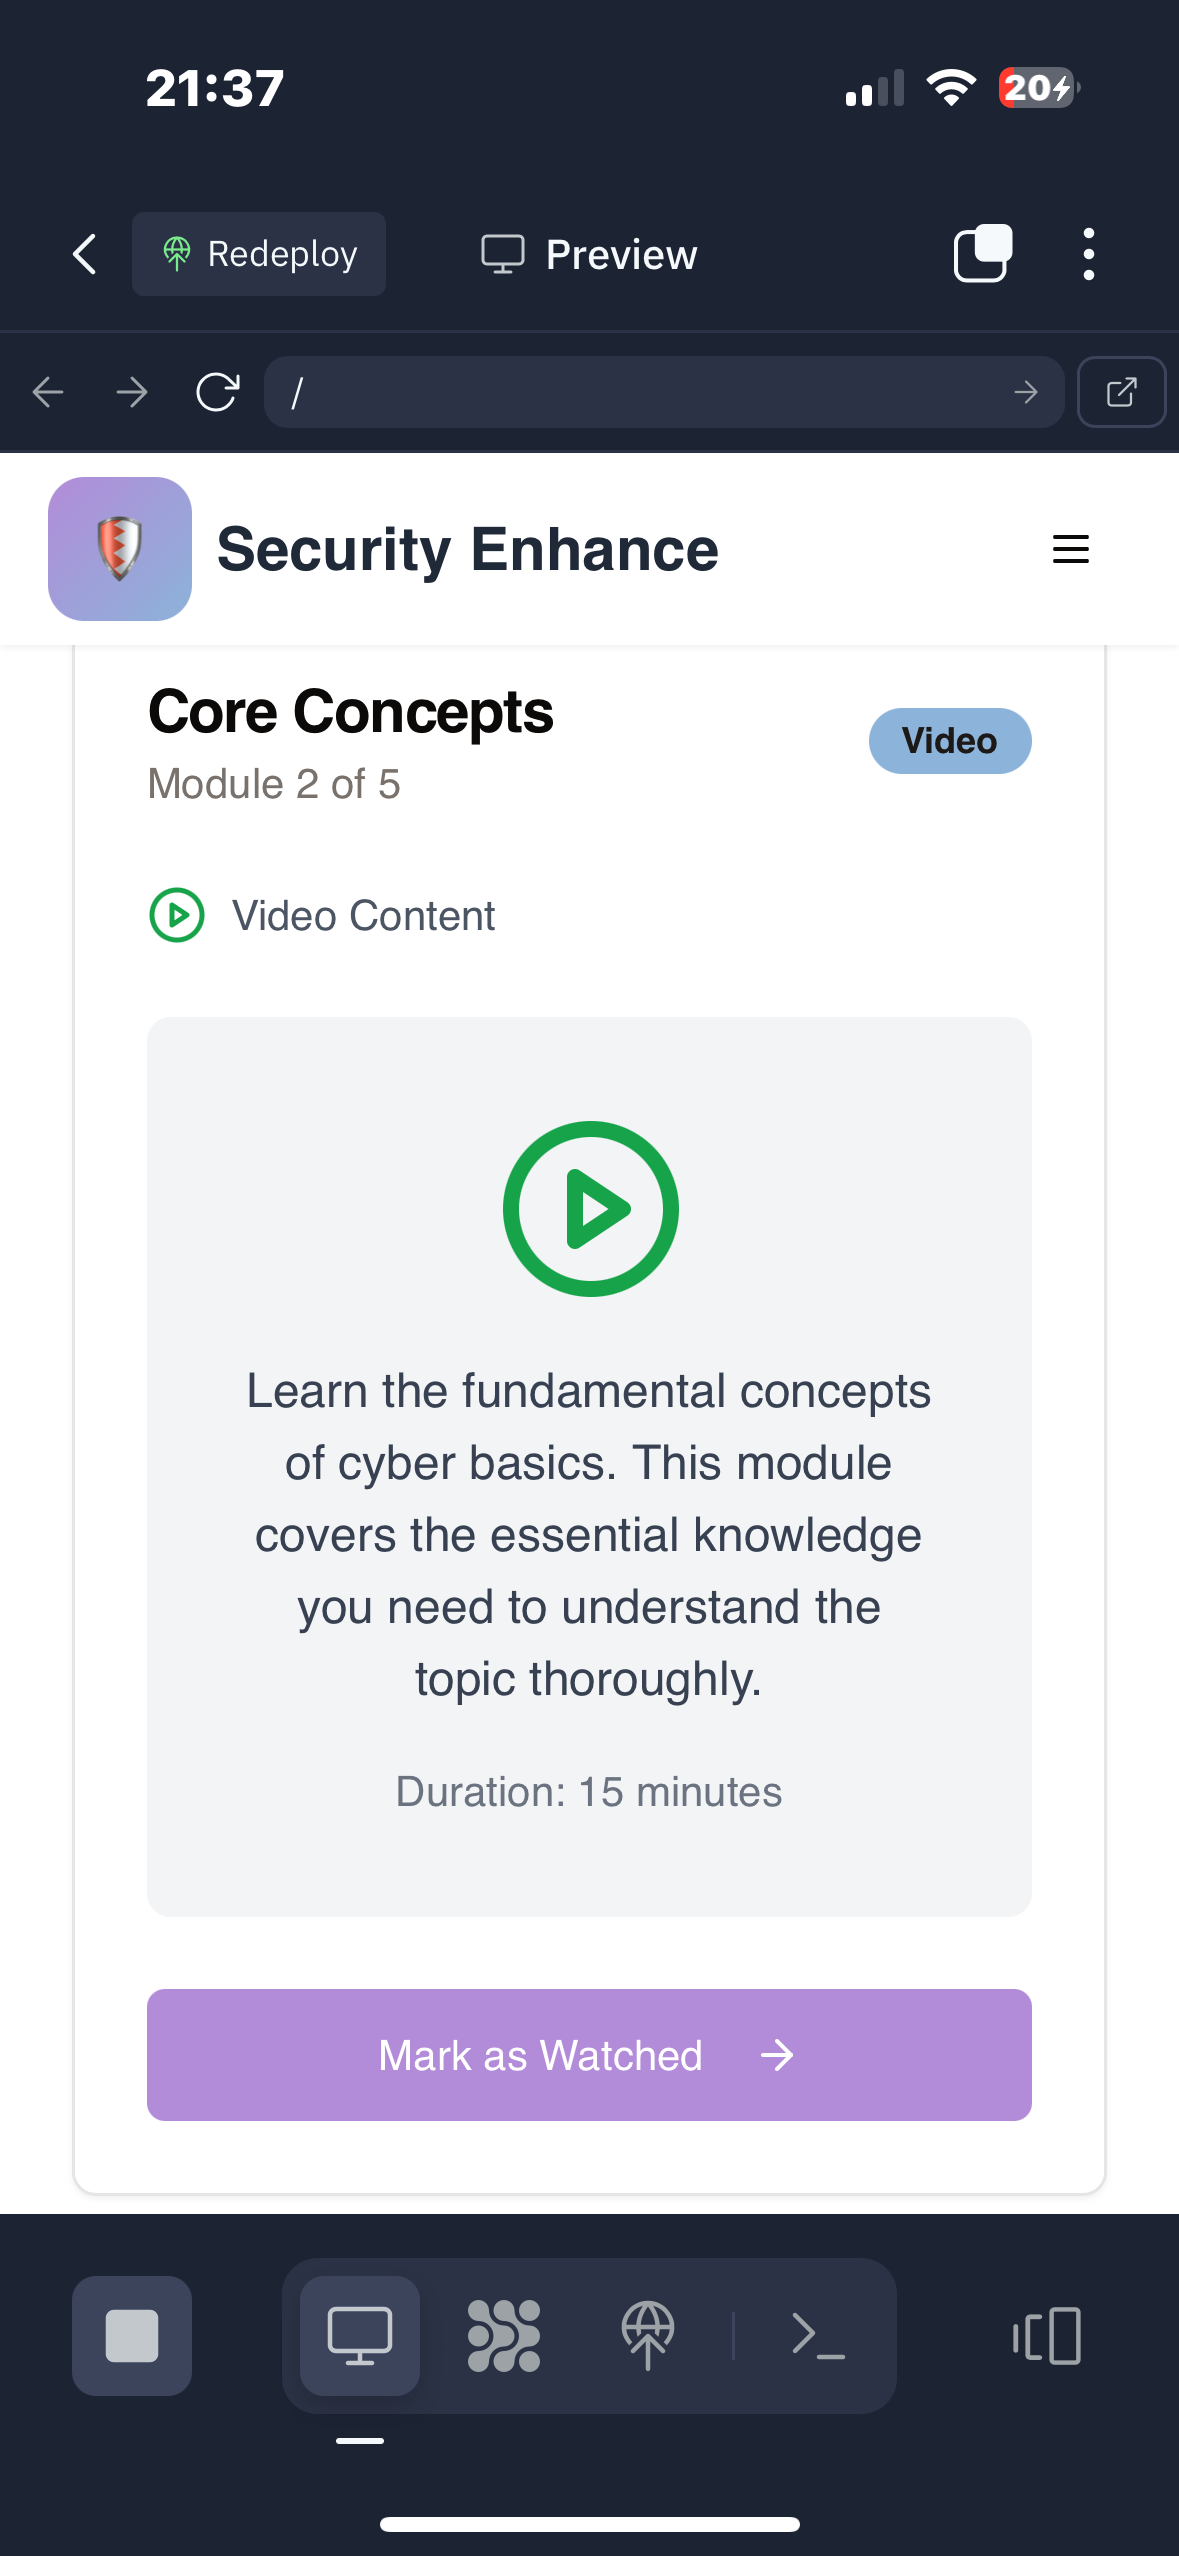 21:37
20
Redeploy
Preview
/
Security Enhance
Core Concepts
Video
Module 2 of 5
Video Content
Learn the fundamental concepts
of cyber basics. This module
covers the essential knowledge
you need to understand the
topic thoroughly.
Duration: 15 minutes
Mark as Watched